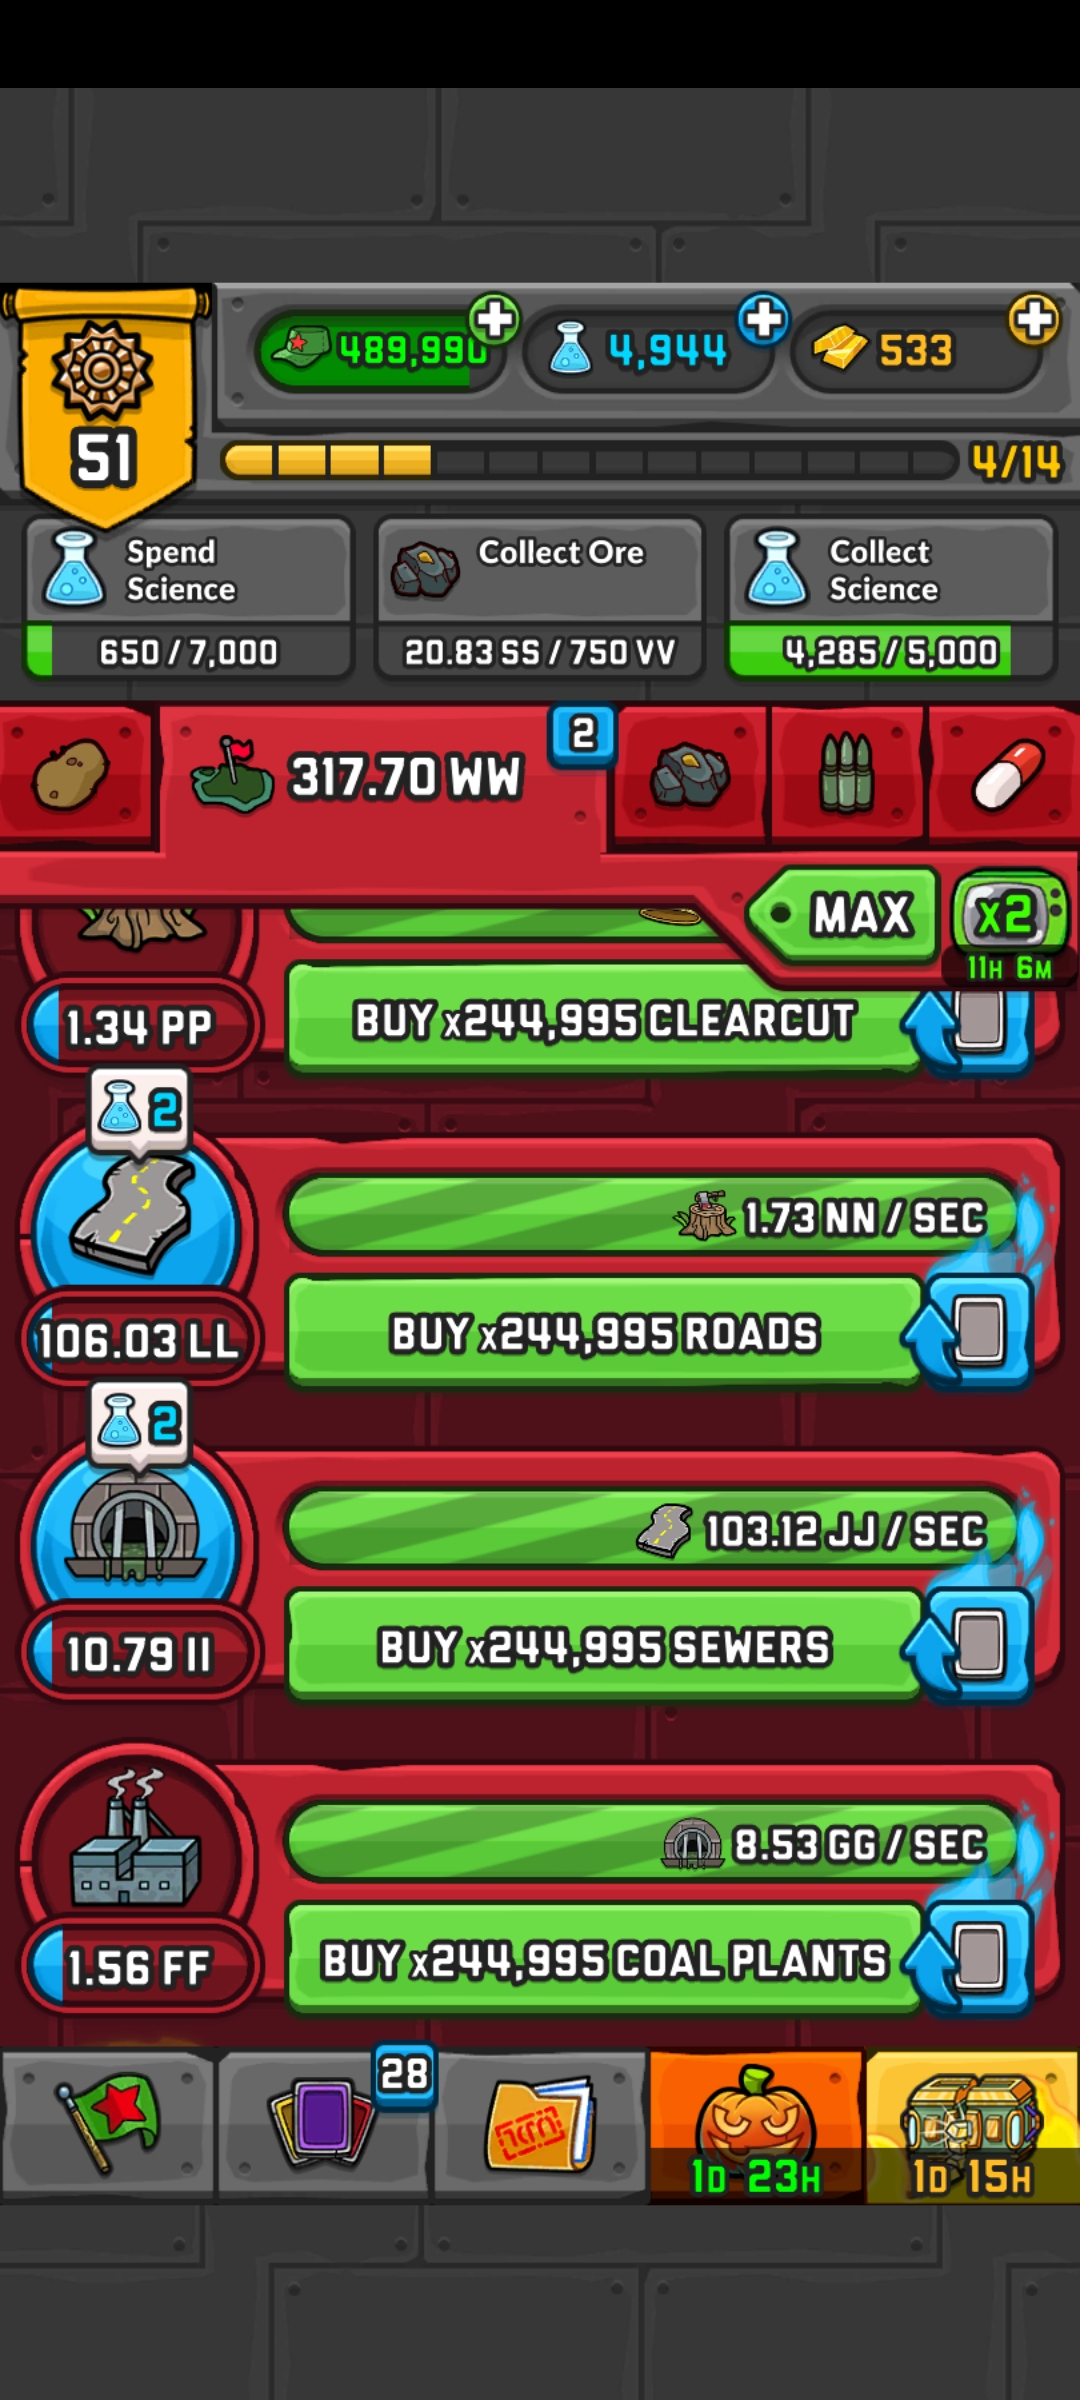 489,990
4,944
533
51
4/14
Spend
Science
650 / 7,000
Collect Ore
20.83 SS / 750 VV
Collect
Science
4,285 / 5,000
317.70 WW
2
MAX
x2
11H 6M
1.34 PP
BUY x244,995 CLEARCUT
2
1.73 NN / SEC
106.03 LL
BUY x244,995 ROADS
2
103.12 JJ / SEC
10.79 II
BUY x244,995 SEWERS
8.53 GG / SEC
1.56 FF
BUY x244,995 COAL PLANTS
28
1D 23H
1D 15H